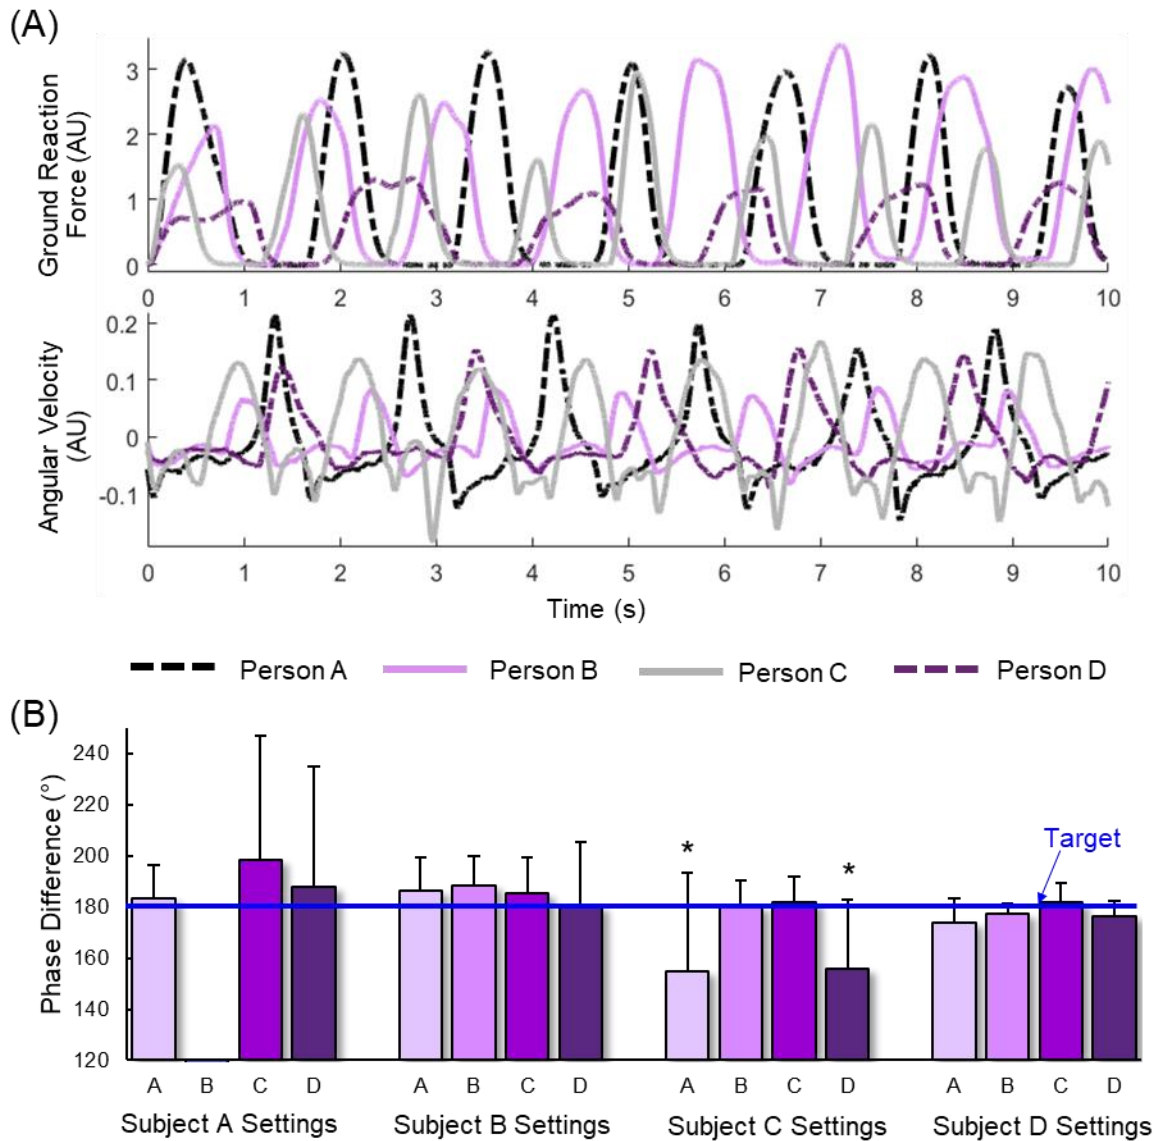 (A)
Ground Reaction
Force (AU)
3
2
1
0
0 1 2 3 4 5 6 7 8 9 10
Angular Velocity
(AU)
0.2
0.1
0
-0.1
0 1 2 3 4 5 6 7 8 9 10
Time (s)
Person A Person B Person C Person D
(B)
Phase Difference (°)
240
220
200
180
160
140
120
* *
Target
A B C D A B C D A B C D A B C D
Subject A Settings Subject B Settings Subject C Settings Subject D Settings